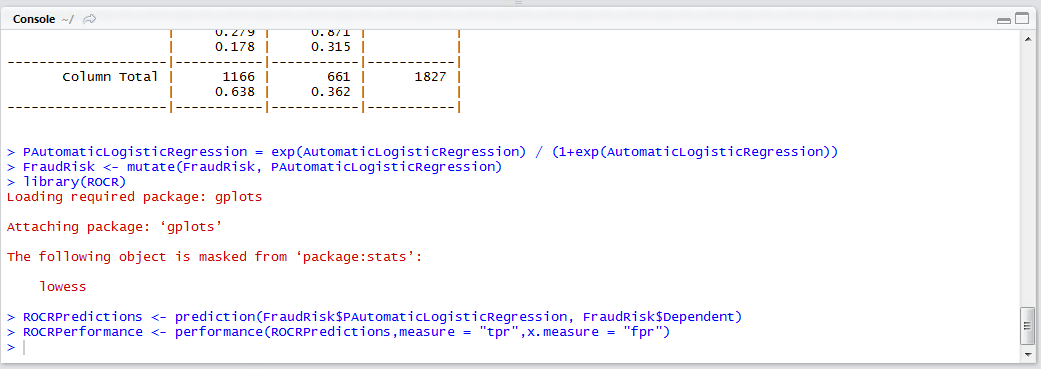 Console ~/
| 0.279 | 0.871 | |
| 0.178 | 0.315 | |
--------------------|-----------|-----------|-----------|
Column Total | 1166 | 661 | 1827 |
| 0.638 | 0.362 | |
--------------------|-----------|-----------|-----------|
> PAutomaticLogisticRegression = exp(AutomaticLogisticRegression) / (1+exp(AutomaticLogisticRegression))
> FraudRisk <- mutate(FraudRisk, PAutomaticLogisticRegression)
> library(ROCR)
Loading required package: gplots
Attaching package: ‘gplots’
The following object is masked from ‘package:stats’:
lowess
> ROCRPredictions <- prediction(FraudRisk$PAutomaticLogisticRegression, FraudRisk$Dependent)
> ROCRPerformance <- performance(ROCRPredictions,measure = "tpr",x.measure = "fpr")
>